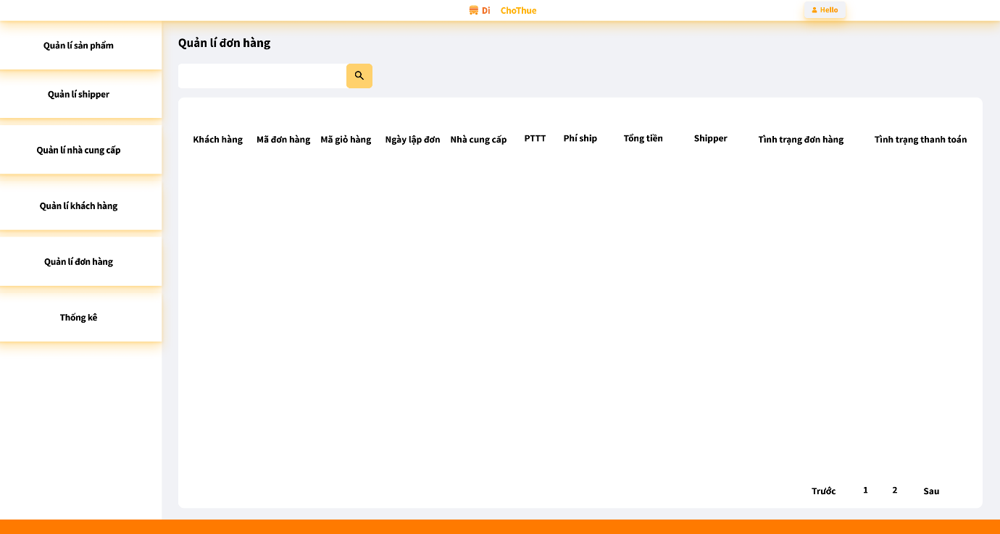 Di ChoThue
Hello
Quản lí sản phẩm
Quản lí shipper
Quản lí nhà cung cấp
Quản lí khách hàng
Quản lí đơn hàng
Thống kê
Quản lí đơn hàng
Khách hàng Mã đơn hàng Mã giỏ hàng Ngày lập đơn Nhà cung cấp PTTT Phí ship Tổng tiền Shipper Tình trạng đơn hàng Tình trạng thanh toán
Trước 1 2 Sau